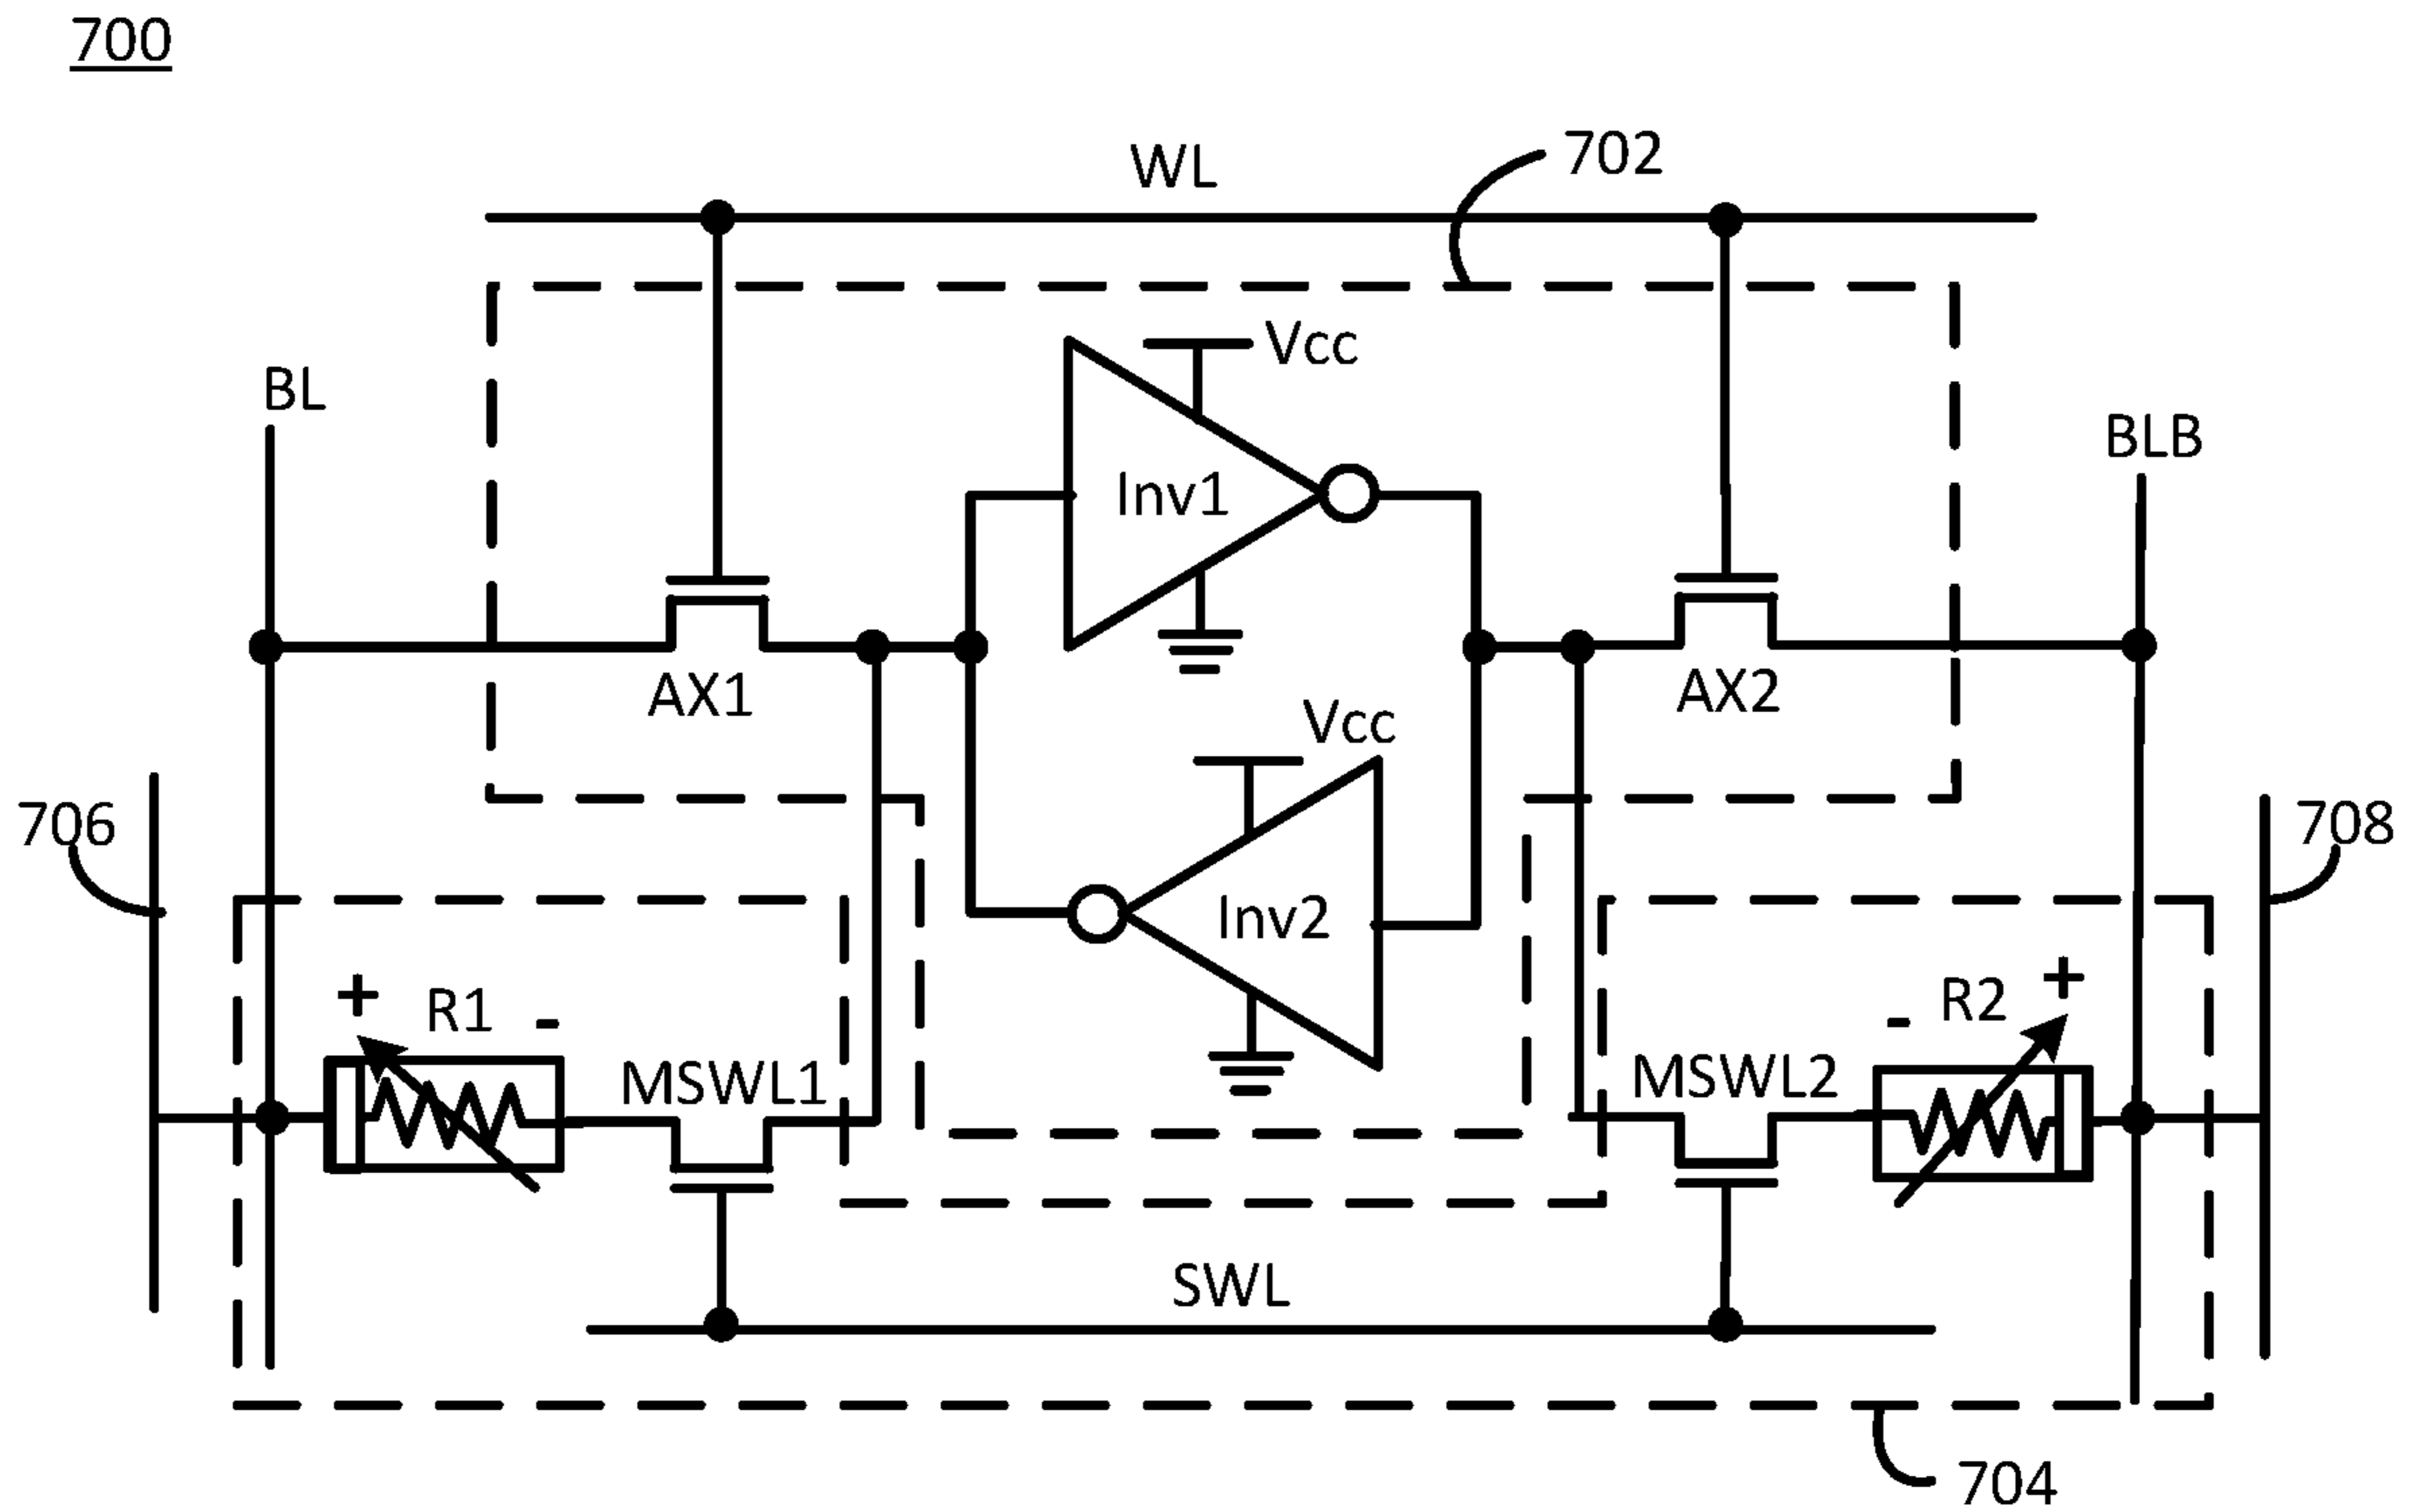 700
WL
702
Vcc
BL
BLB
Inv1
AX1
AX2
Vcc
706
708
Inv2
+ R1 -
- R2 +
MSWL1
MSWL2
SWL
704